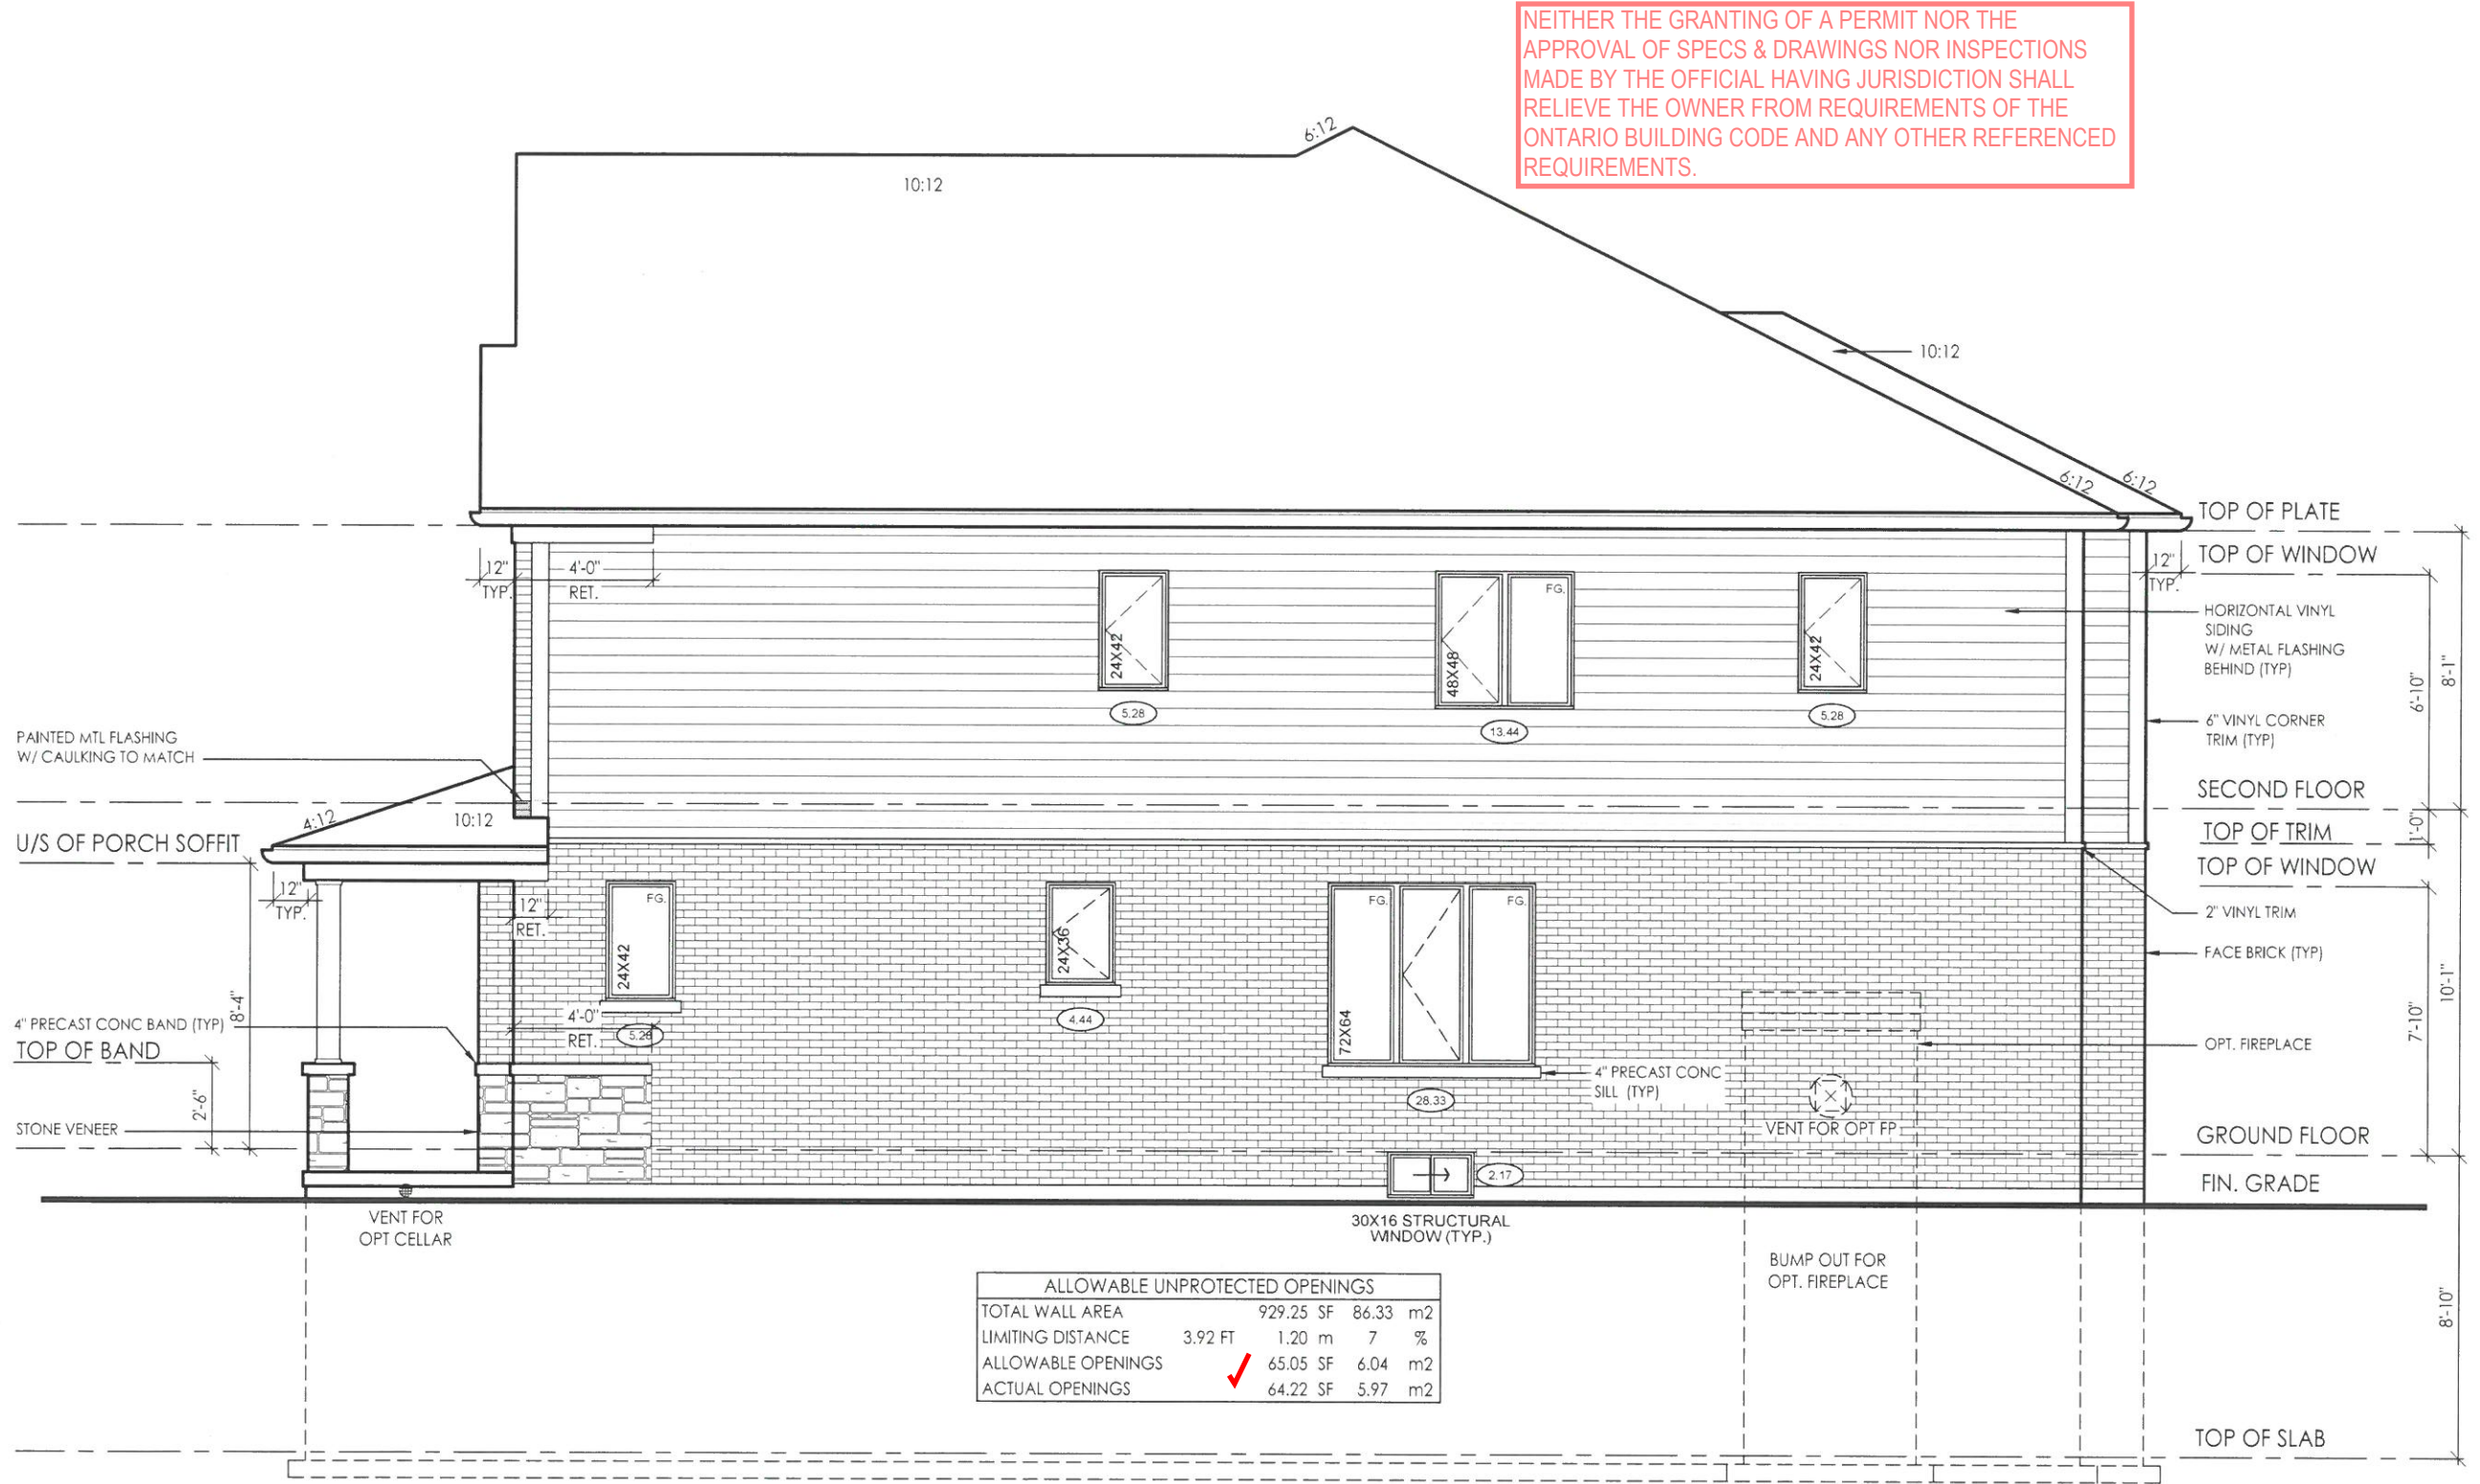 NEITHER THE GRANTING OF A PERMIT NOR THE
APPROVAL OF SPECS & DRAWINGS NOR INSPECTIONS
MADE BY THE OFFICIAL HAVING JURISDICTION SHALL
RELIEVE THE OWNER FROM REQUIREMENTS OF THE
ONTARIO BUILDING CODE AND ANY OTHER REFERENCED
REQUIREMENTS.
6:12
10:12
10:12
6:12
6:12
TOP OF PLATE
TOP OF WINDOW
12"
TYP.
4'-0"
RET.
12"
TYP.
FG.
24X42
48X48
24X42
5.28
13.44
5.28
HORIZONTAL VINYL
SIDING
W/ METAL FLASHING
BEHIND (TYP)
6'-10"
8'-1"
6" VINYL CORNER
TRIM (TYP)
PAINTED MTL FLASHING
W/ CAULKING TO MATCH
SECOND FLOOR
4:12
10:12
1'-0"
TOP OF TRIM
U/S OF PORCH SOFFIT
TOP OF WINDOW
12"
TYP.
12"
RET.
FG.
24X42
24X36
FG.
FG.
72X64
2" VINYL TRIM
FACE BRICK (TYP)
8'-4"
4'-0"
RET.
5.28
4.44
10'-1"
7'-10"
4" PRECAST CONC BAND (TYP)
TOP OF BAND
OPT. FIREPLACE
4" PRECAST CONC
SILL (TYP)
28.33
2'-6"
STONE VENEER
VENT FOR OPT FP
GROUND FLOOR
2.17
FIN. GRADE
VENT FOR
OPT CELLAR
30X16 STRUCTURAL
WINDOW (TYP.)
BUMP OUT FOR
OPT. FIREPLACE
8'-10"
ALLOWABLE UNPROTECTED OPENINGS
TOTAL WALL AREA 929.25 SF 86.33 m2
LIMITING DISTANCE 3.92 FT 1.20 m 7 %
ALLOWABLE OPENINGS 65.05 SF 6.04 m2
ACTUAL OPENINGS 64.22 SF 5.97 m2
TOP OF SLAB